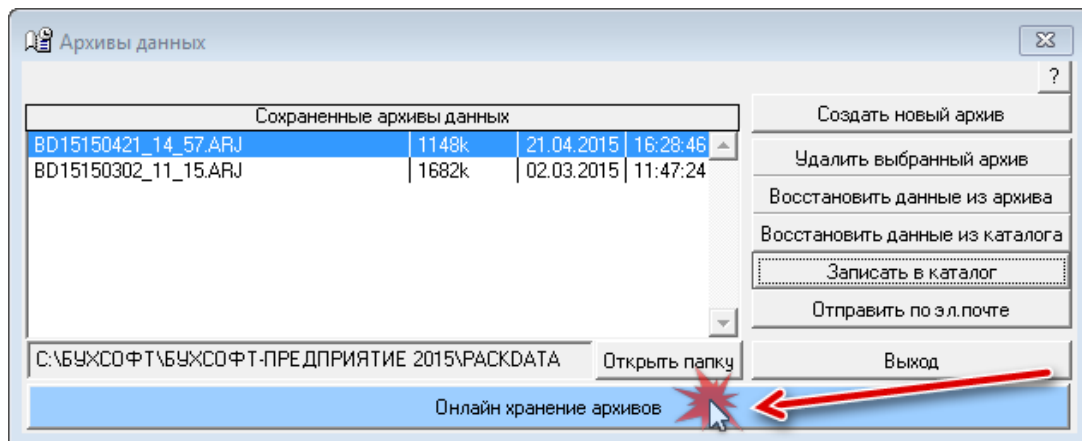 Архивы данных
?
Сохраненные архивы данных
BD15150421_14_57.ARJ 1148k 21.04.2015 16:28:46
BD15150302_11_15.ARJ 1682k 02.03.2015 11:47:24
Создать новый архив
Удалить выбранный архив
Восстановить данные из архива
Восстановить данные из каталога
Записать в каталог
Отправить по эл.почте
C:\БУХСОФТ\БУХСОФТ-ПРЕДПРИЯТИЕ 2015\PACKDATA
Открыть папку
Выход
Онлайн хранение архивов